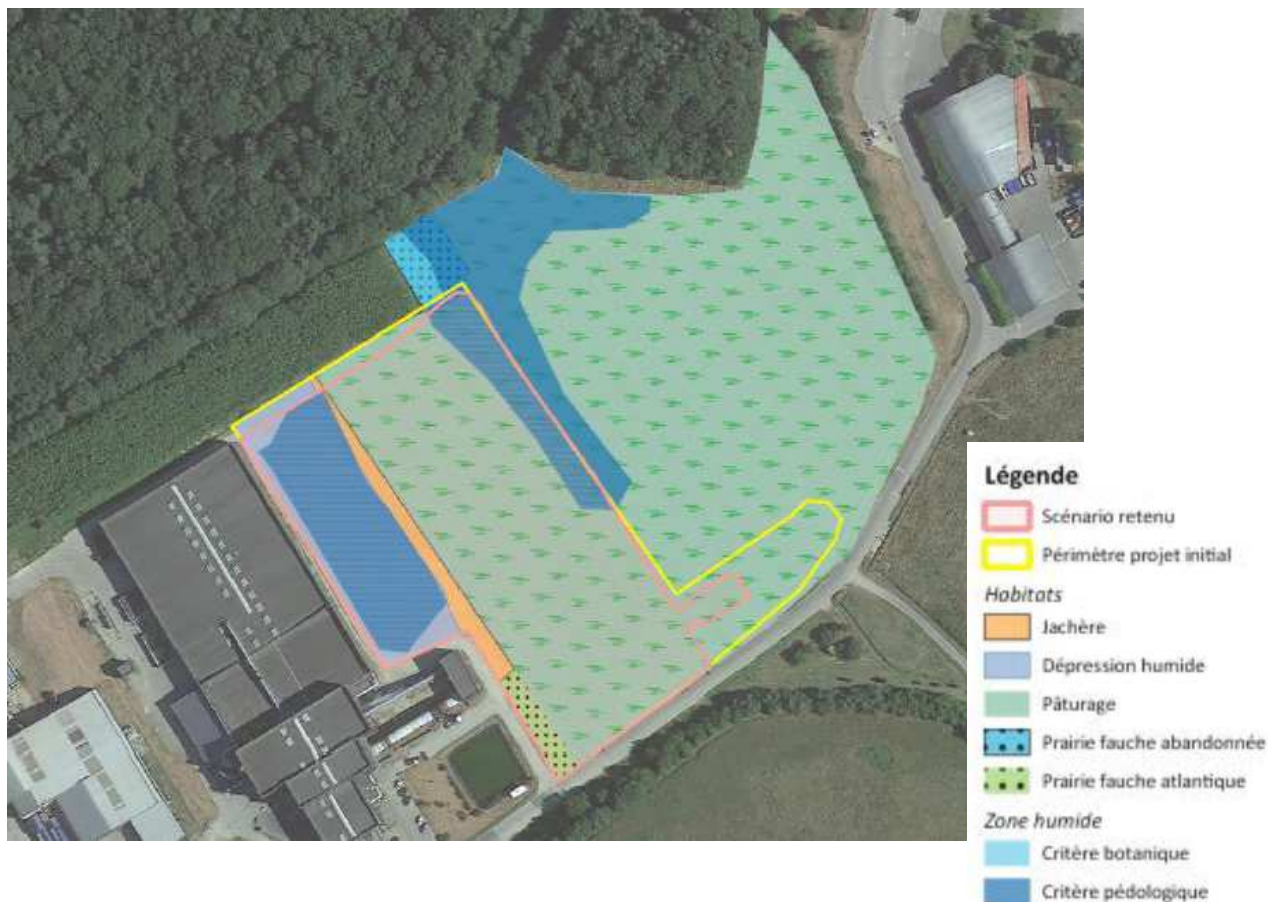 Légende
Scénario retenu
Périmètre projet initial
Habitats
Jachère
Dépression humide
Pâturage
Prairie fauche abandonnée
Prairie fauche atlantique
Zone humide
Critère botanique
Critère pédologique